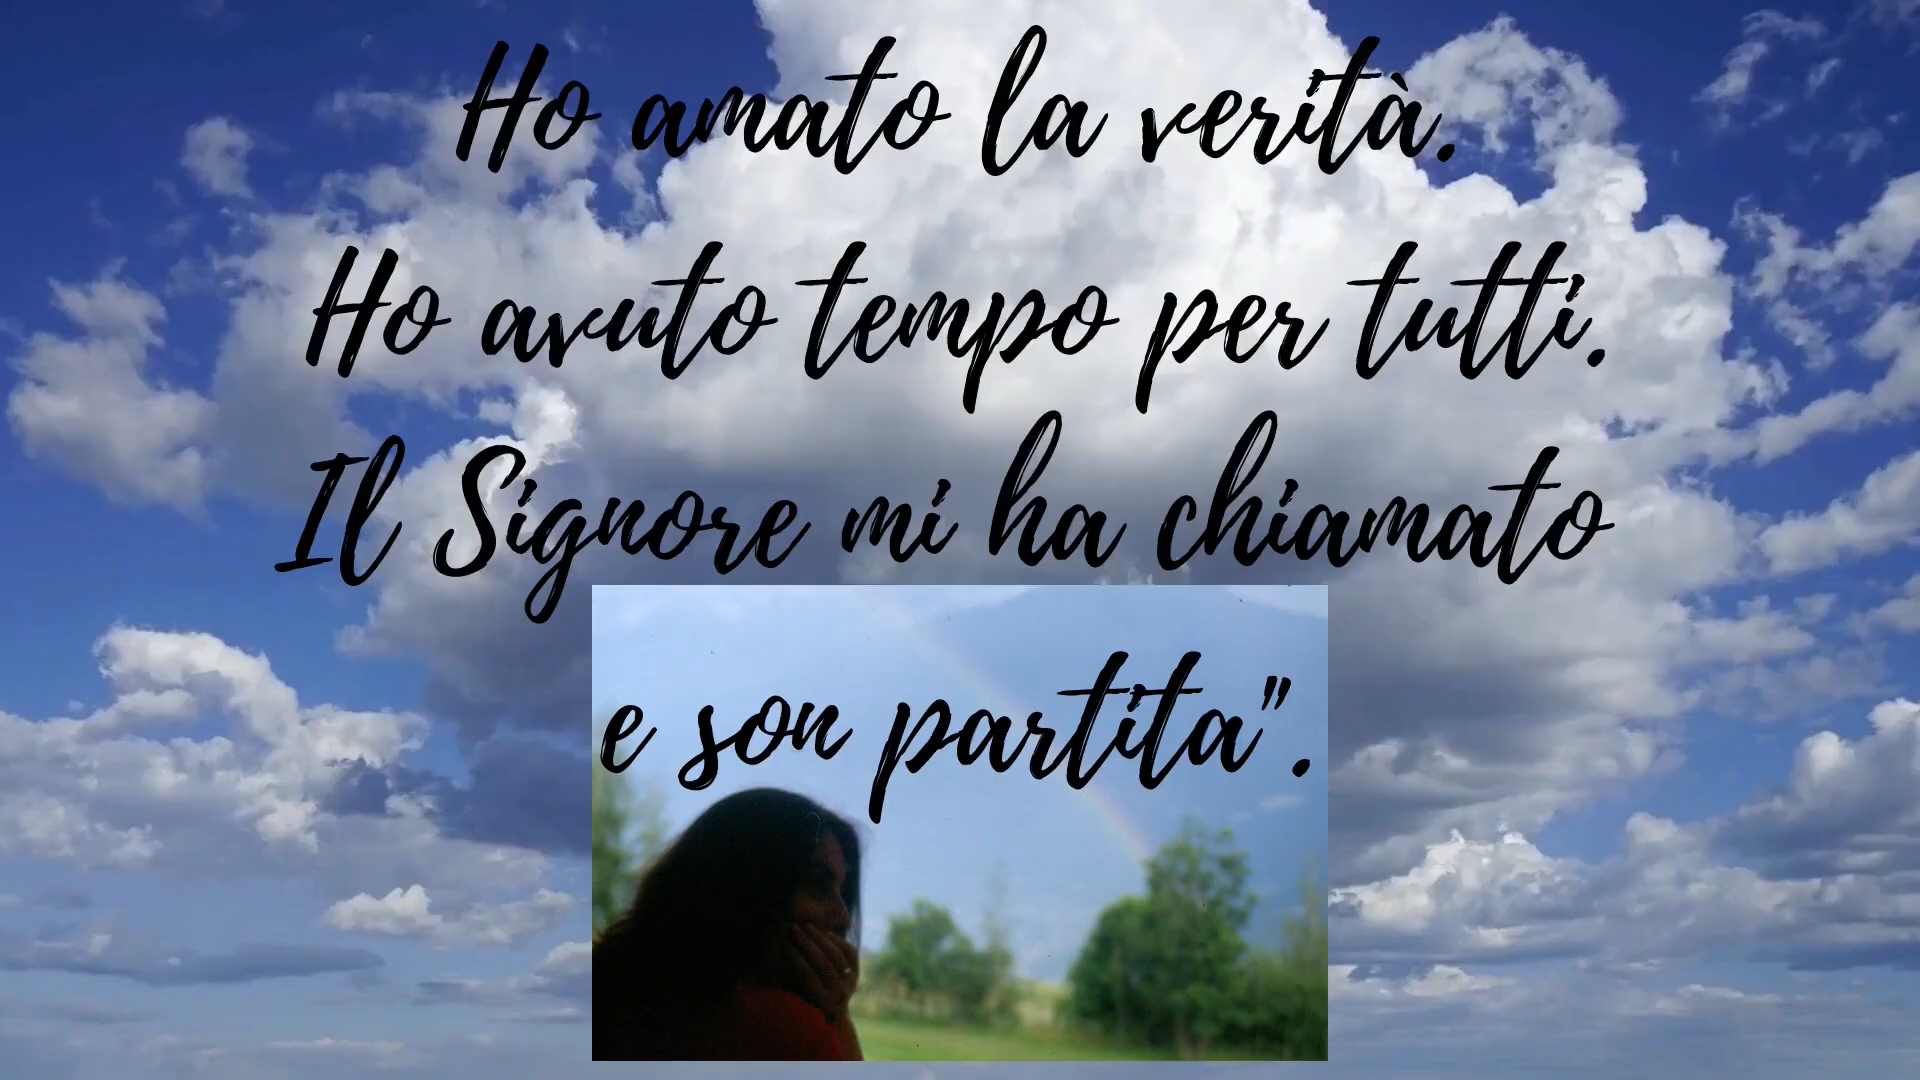 Ho amato la verità.
Ho avuto tempo per tutti.
Il Signore mi ha chiamato
e son partita".